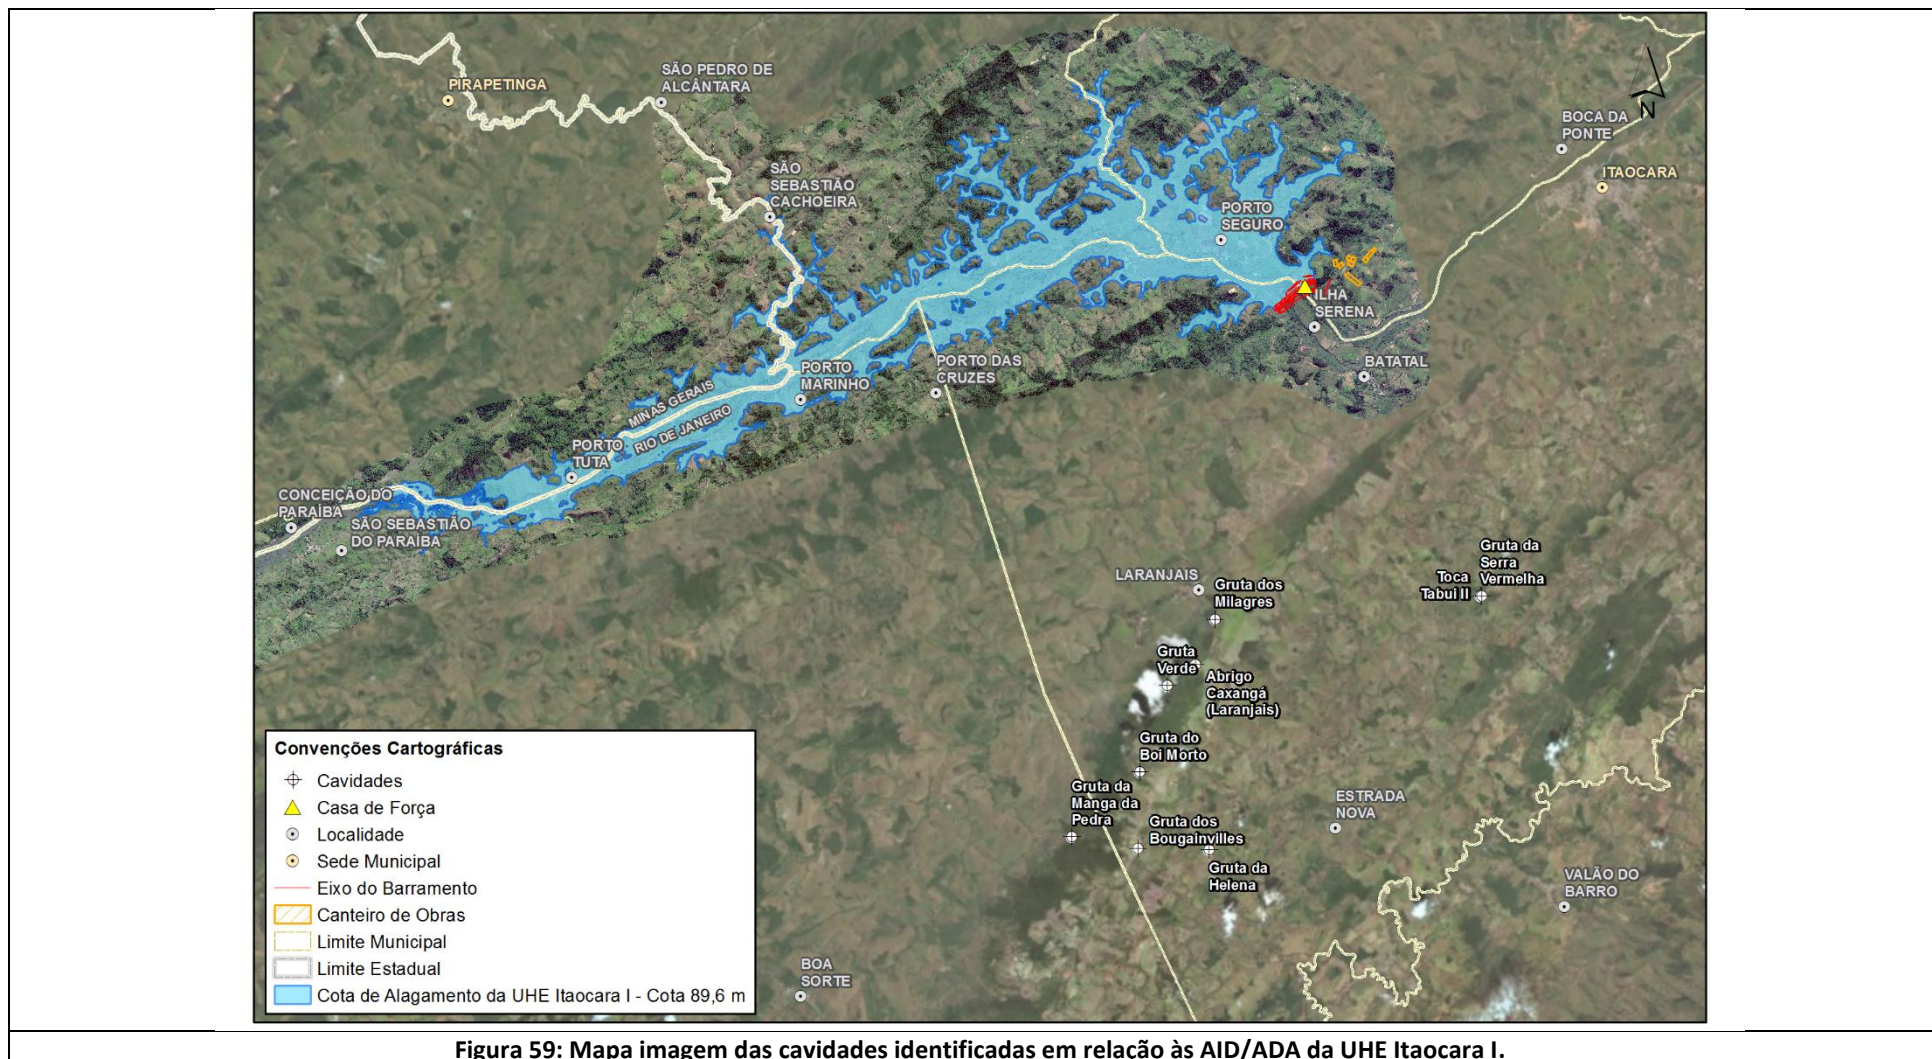 PIRAPETINGA
SÃO PEDRO DE
ALCÂNTARA
SÃO
SEBASTIÃO
CACHOEIRA
BOCA DA
PONTE
N
ITAOCARA
PORTO
SEGURO
ILHA
SERENA
BATATAL
PORTO DAS
CRUZES
PORTO
MARINHO
MINAS GERAIS
RIO DE JANEIRO
PORTO
TUTA
CONCEIÇÃO DO
PARAÍBA
SÃO SEBASTIÃO
DO PARAÍBA
LARANJAIS
Gruta dos
Milagres
Gruta da
Serra
Vermelha
Toca
Tabui II
Gruta
Verde
Abrigo
Caxangá
(Laranjais)
Gruta do
Boi Morto
Gruta da
Manga da
Pedra
Gruta dos
Bougainvilles
Gruta da
Helena
ESTRADA
NOVA
VALÃO DO
BARRO
BOA
SORTE
Convenções Cartográficas
Cavidades
Casa de Força
Localidade
Sede Municipal
Eixo do Barramento
Canteiro de Obras
Limite Municipal
Limite Estadual
Cota de Alagamento da UHE Itaocara I - Cota 89,6 m
Figura 59: Mapa imagem das cavidades identificadas em relação às AID/ADA da UHE Itaocara I.